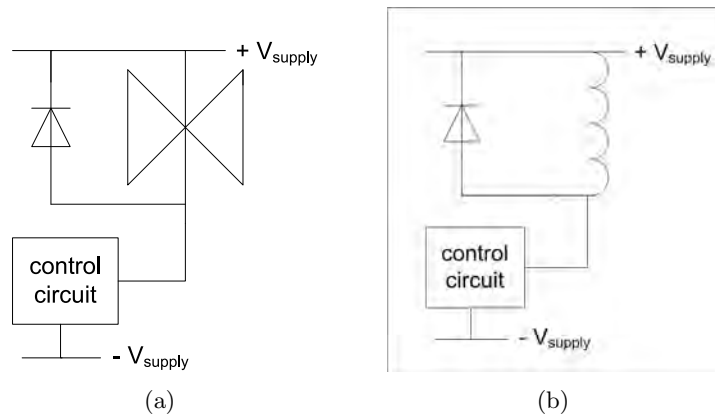 + Vsupply
control
circuit
- Vsupply
(a)
+ Vsupply
control
circuit
- Vsupply
(b)